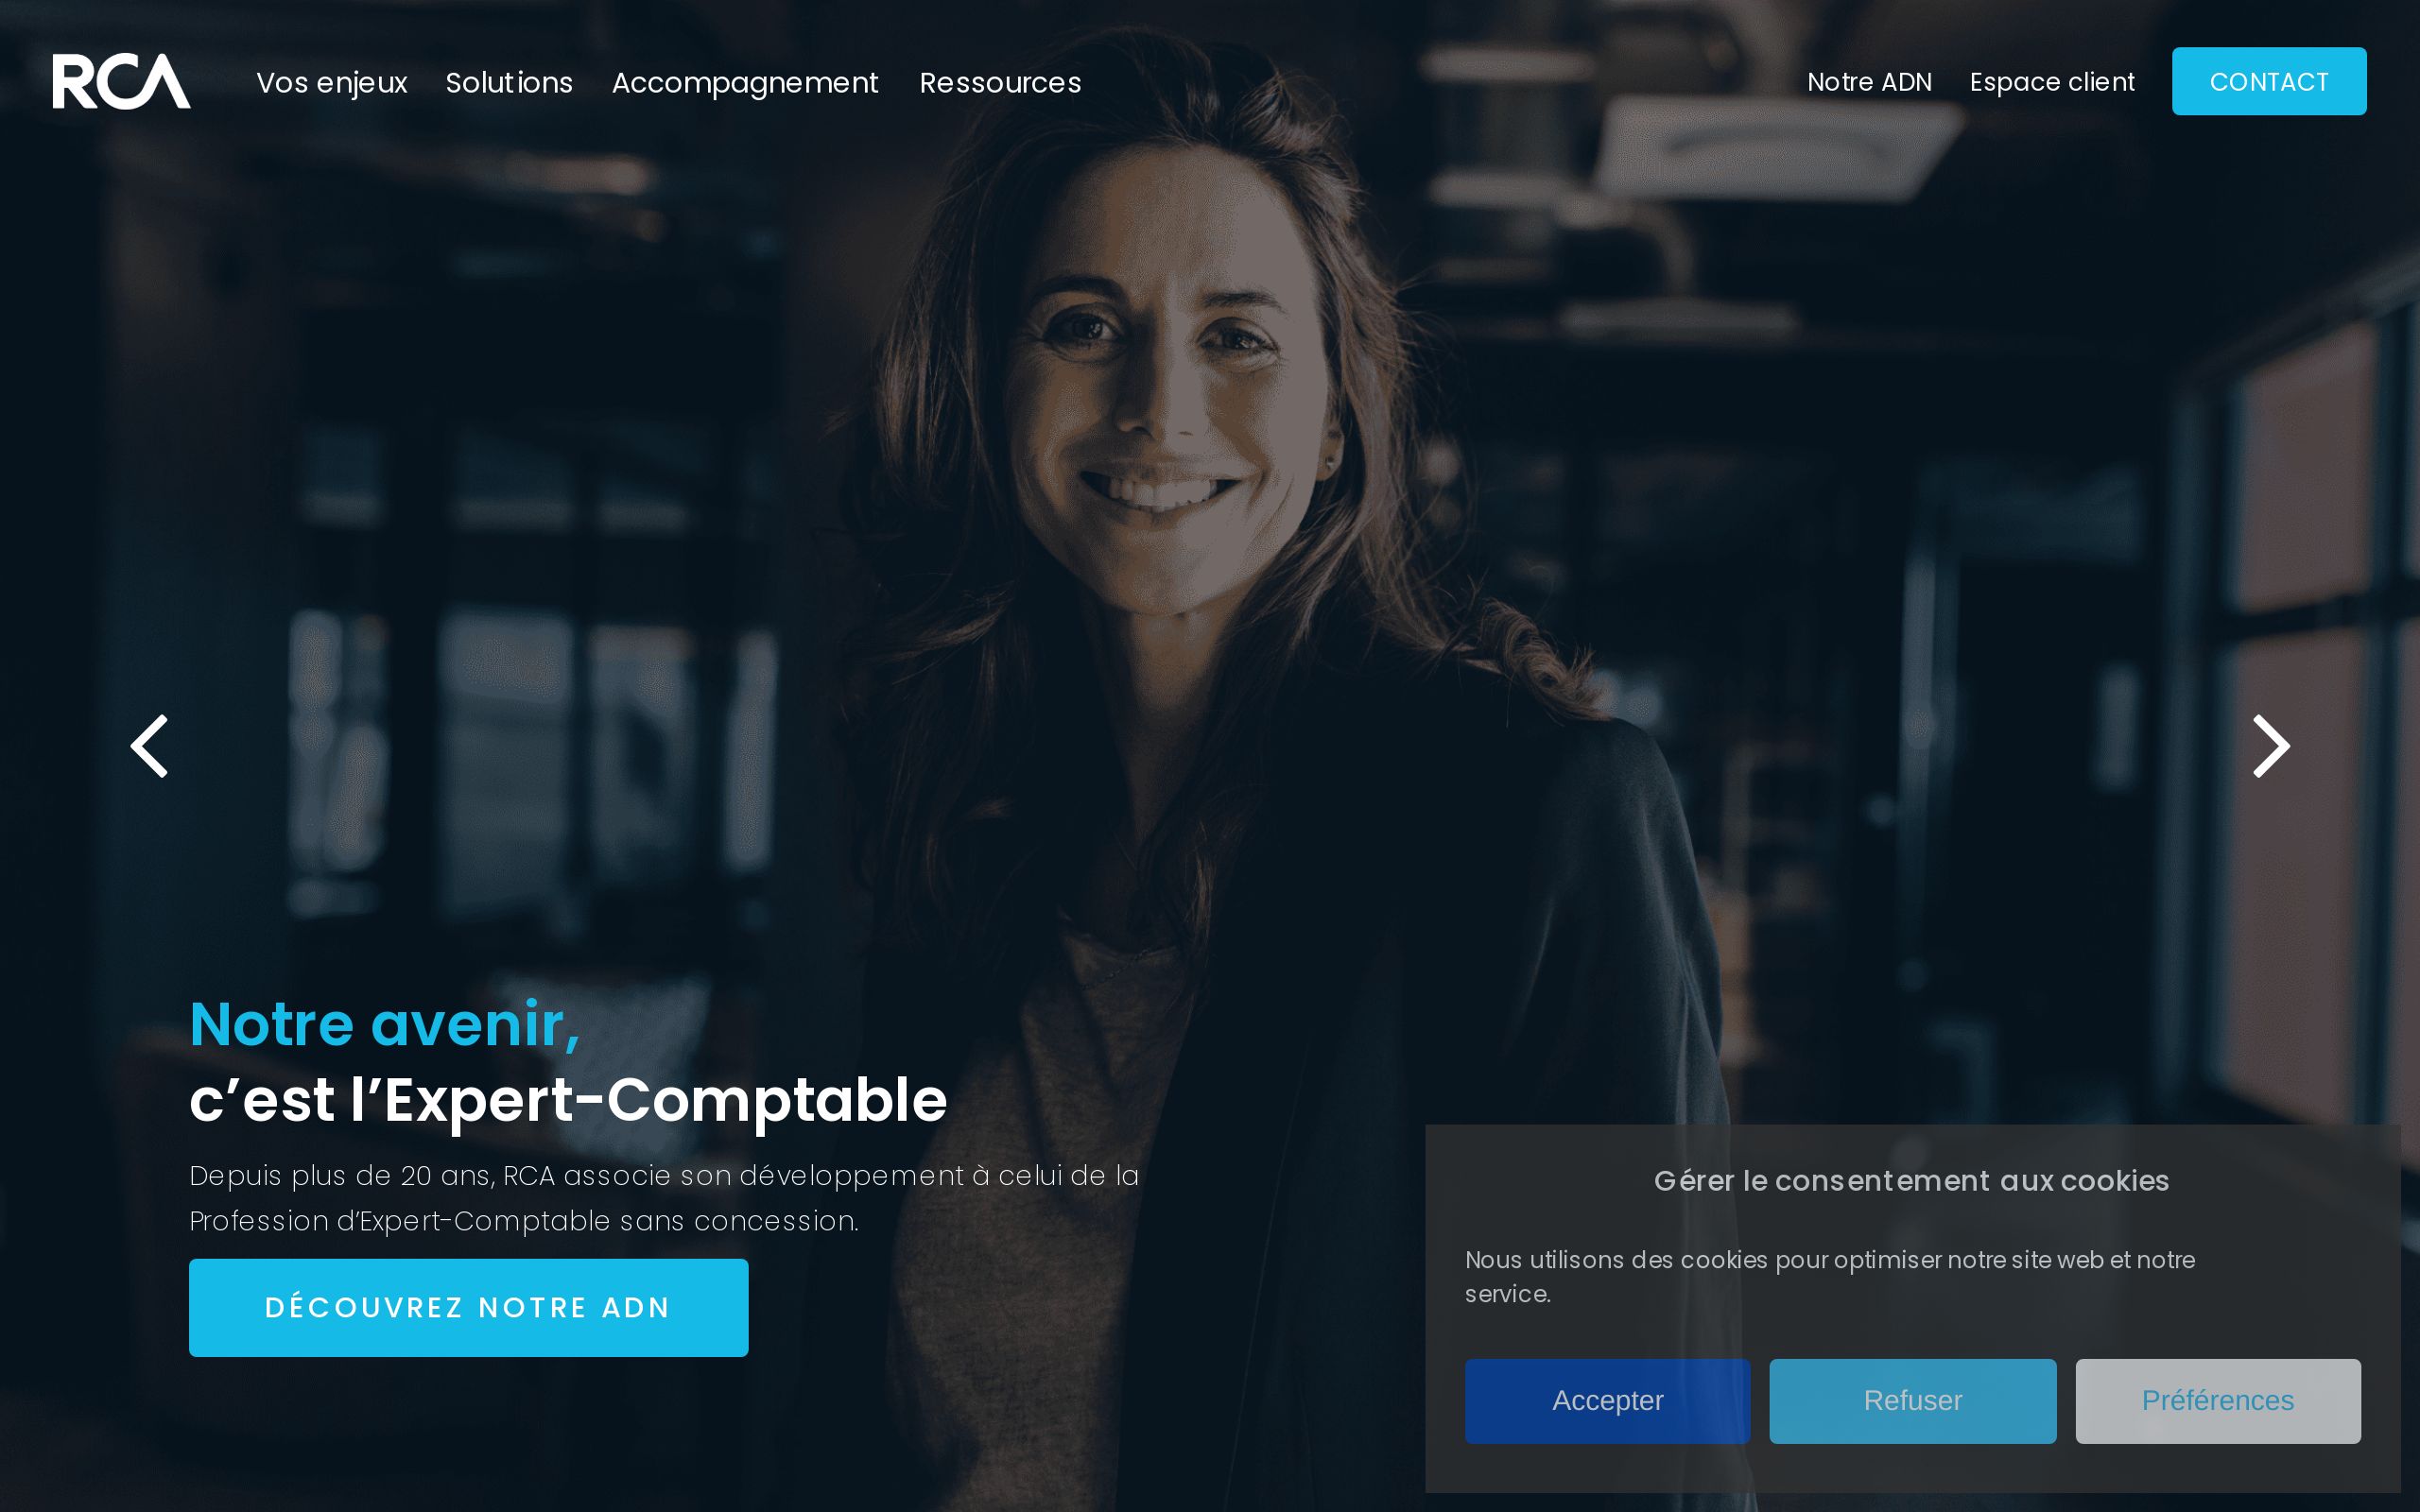 RCA
Vos enjeux
Solutions
Accompagnement
Ressources
Notre ADN
Espace client
CONTACT
Notre avenir,
c’est l’Expert-Comptable
Depuis plus de 20 ans, RCA associe son développement à celui de la
Profession d’Expert-Comptable sans concession.
DÉCOUVREZ NOTRE ADN
Gérer le consentement aux cookies
Nous utilisons des cookies pour optimiser notre site web et notre
service.
Accepter
Refuser
Préférences